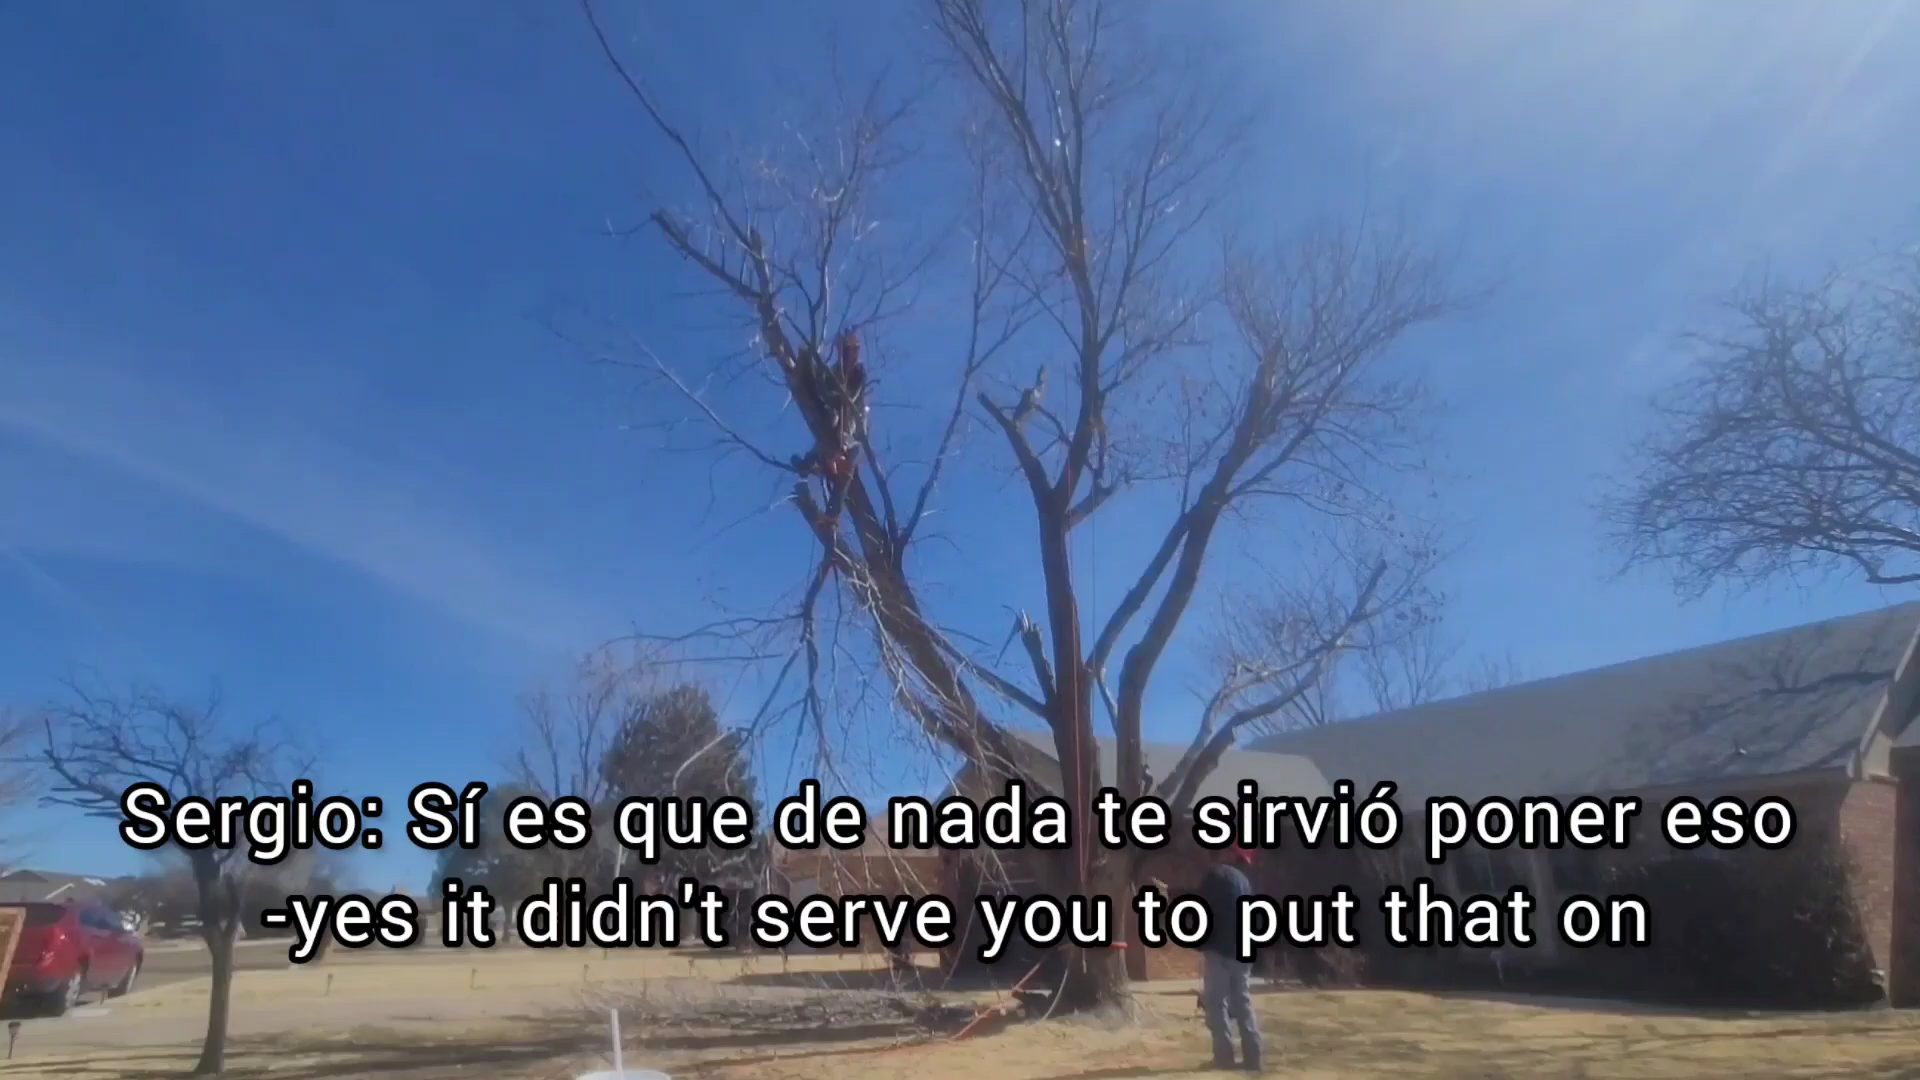 Sergio: Sí es que de nada te sirvió poner eso
-yes it didn't serve you to put that on